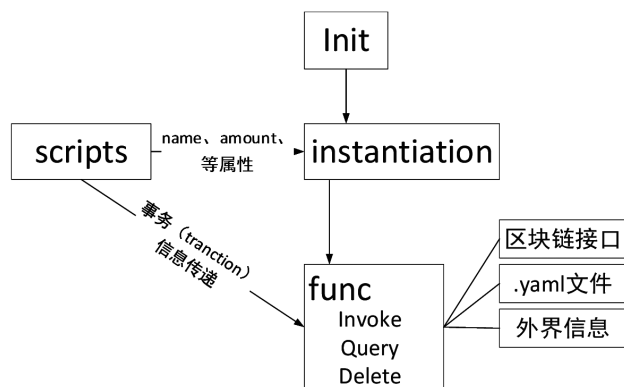 Init
scripts
name、amount、
等属性
instantiation
事务（tranction）
信息传递
func
Invoke
Query
Delete
区块链接口
.yaml文件
外界信息